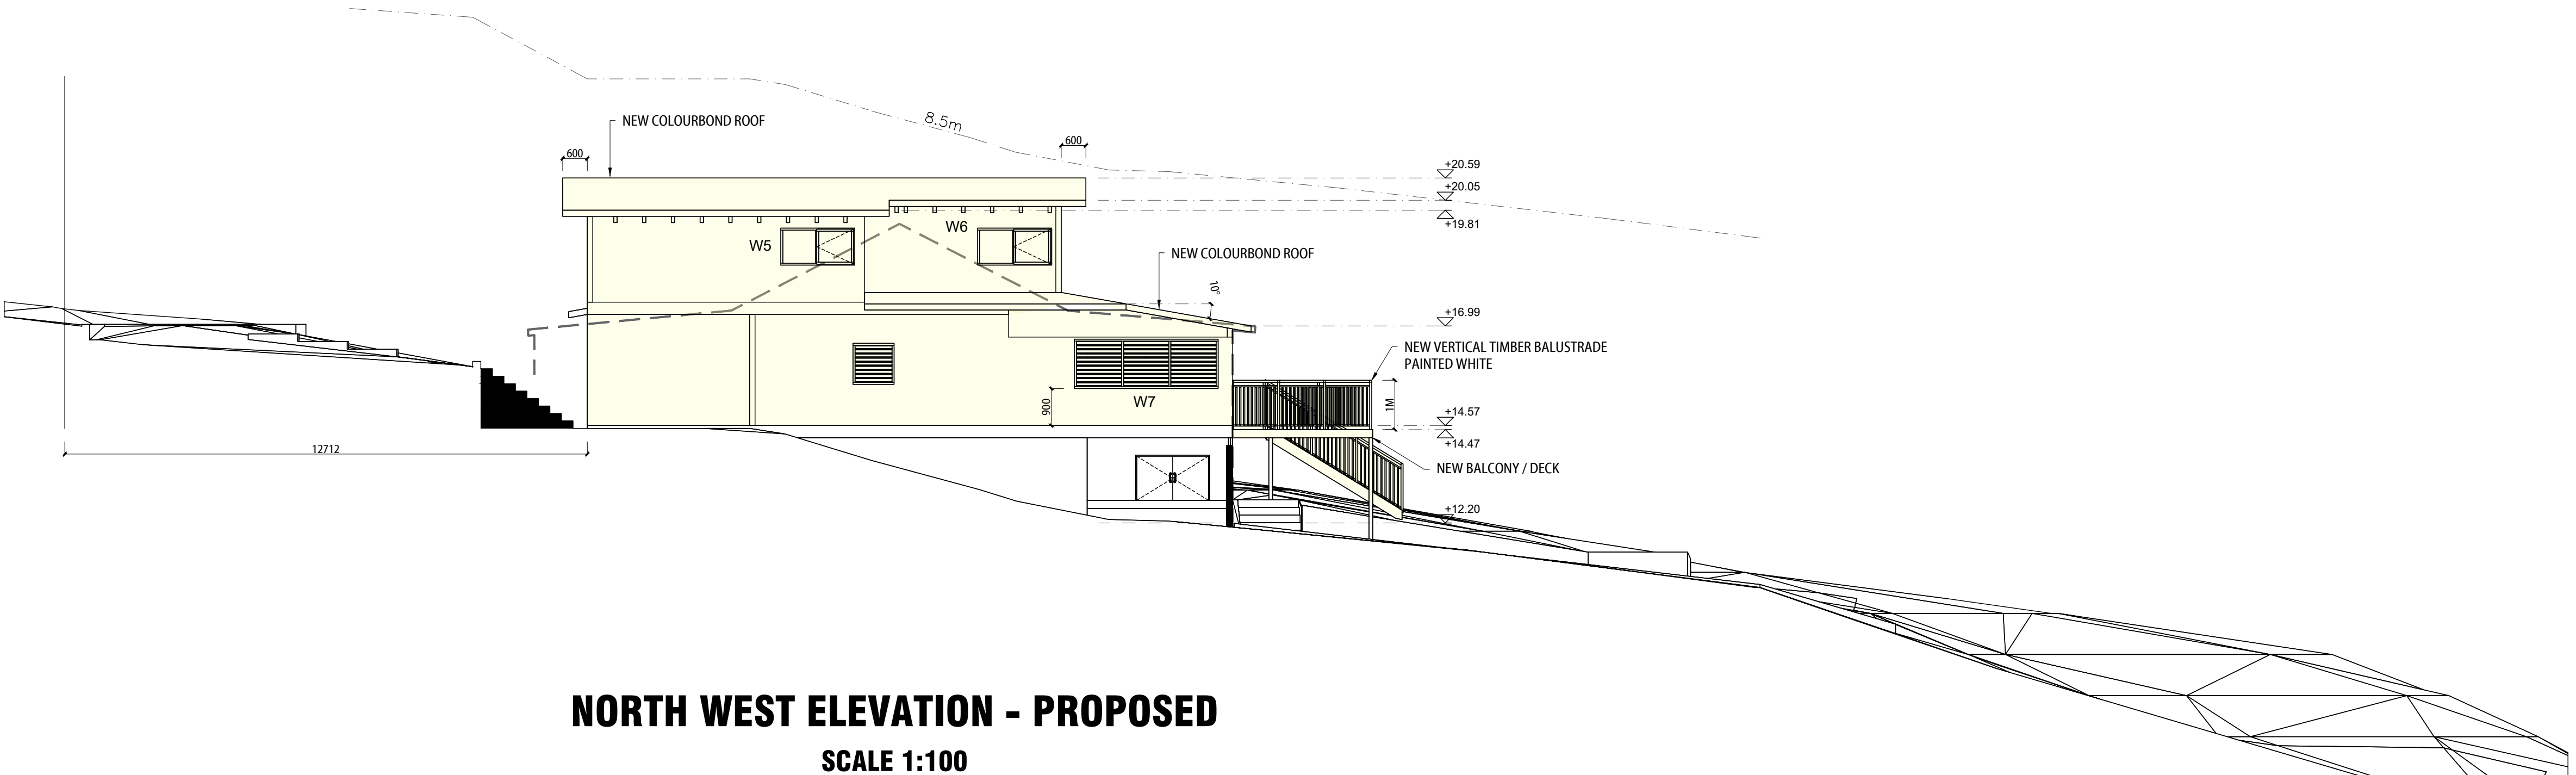 8.5m
NEW COLOURBOND ROOF
600
600
+20.59
+20.05
+19.81
W5
W6
NEW COLOURBOND ROOF
10°
+16.99
NEW VERTICAL TIMBER BALUSTRADE
PAINTED WHITE
900
W7
1M
+14.57
+14.47
12712
NEW BALCONY / DECK
+12.20
NORTH WEST ELEVATION - PROPOSED
SCALE 1:100